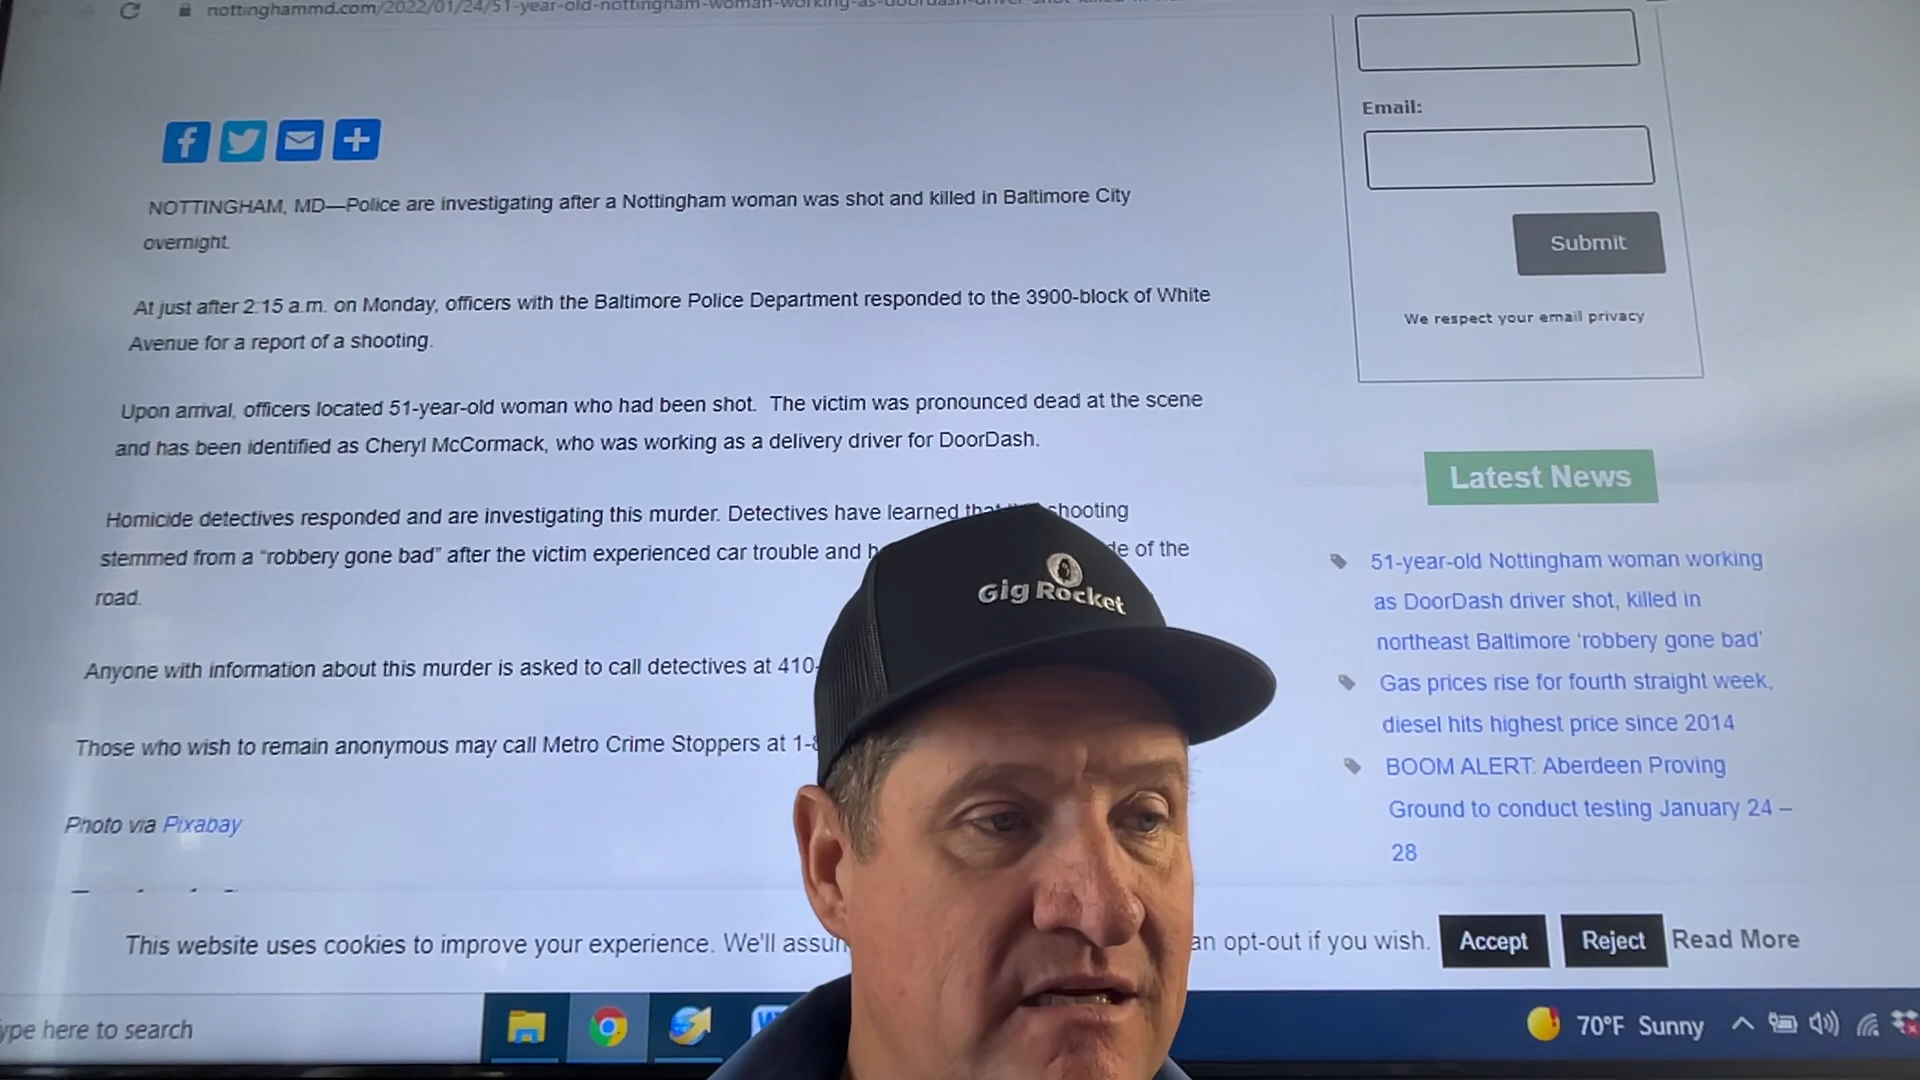 nottinghammd.com/2022/01/24/51-year-old-nottingham-woman-working-as-doordash-driver-shot-killed-in
Email:
Submit
We respect your email privacy
NOTTINGHAM, MD—Police are investigating after a Nottingham woman was shot and killed in Baltimore City
overnight.
At just after 2:15 a.m. on Monday, officers with the Baltimore Police Department responded to the 3900-block of White
Avenue for a report of a shooting.
Upon arrival, officers located 51-year-old woman who had been shot. The victim was pronounced dead at the scene
and has been identified as Cheryl McCormack, who was working as a delivery driver for DoorDash.
Homicide detectives responded and are investigating this murder. Detectives have learned shooting
stemmed from a “robbery gone bad” after the victim experienced car trouble and of the
road.
Anyone with information about this murder is asked to call detectives at 410-
Those who wish to remain anonymous may call Metro Crime Stoppers at 1-
Photo via Pixabay
Latest News
51-year-old Nottingham woman working
as DoorDash driver shot, killed in
northeast Baltimore ‘robbery gone bad’
Gas prices rise for fourth straight week,
diesel hits highest price since 2014
BOOM ALERT: Aberdeen Proving
Ground to conduct testing January 24 –
28
Gig Rocket
This website uses cookies to improve your experience. We'll an opt-out if you wish. Accept Reject Read More
here to search
70°F Sunny